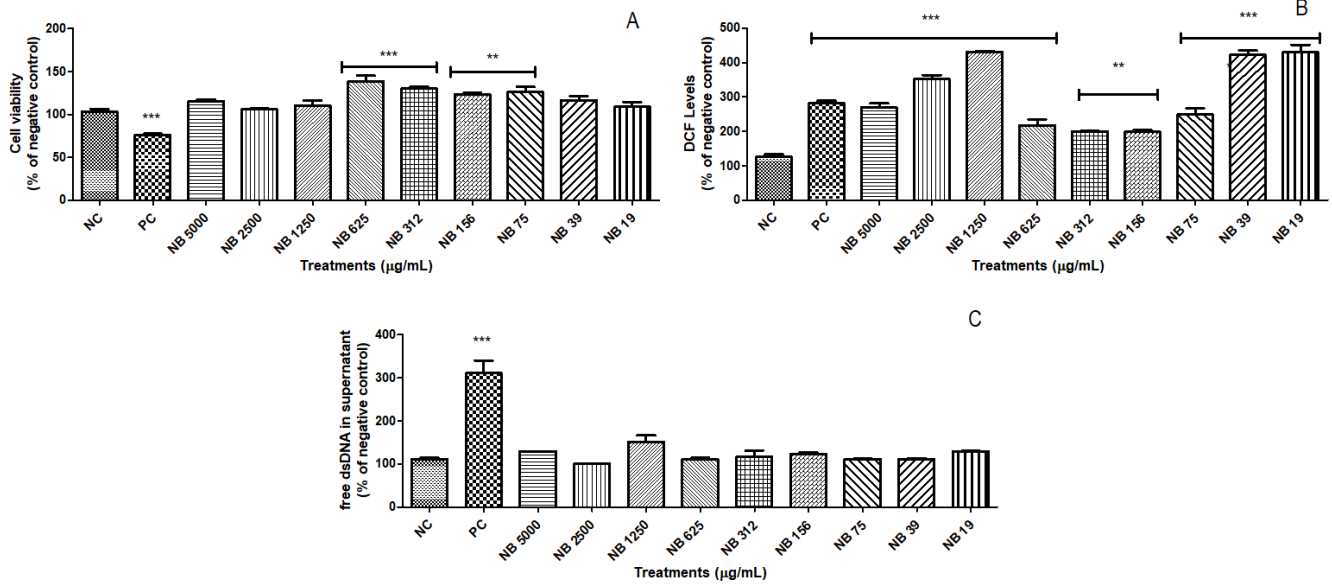 A
Cell viability
(% of negative control)
200
150
100
50
0
***
***
**
NC
PC
NB 5000
NB 2500
NB 1250
NB 625
NB 312
NB 156
NB 75
NB 39
NB 19
Treatments (µg/mL)
B
DCF Levels
(% of negative control)
500
400
300
200
100
0
***
**
***
NC
PC
NB 5000
NB 2500
NB 1250
NB 625
NB 312
NB 156
NB 75
NB 39
NB 19
Treatments (µg/mL)
C
free dsDNA in supernatant
(% of negative control)
400
300
200
100
0
***
NC
PC
NB 5000
NB 2500
NB 1250
NB 625
NB 312
NB 156
NB 75
NB 39
NB 19
Treatments (µg/mL)